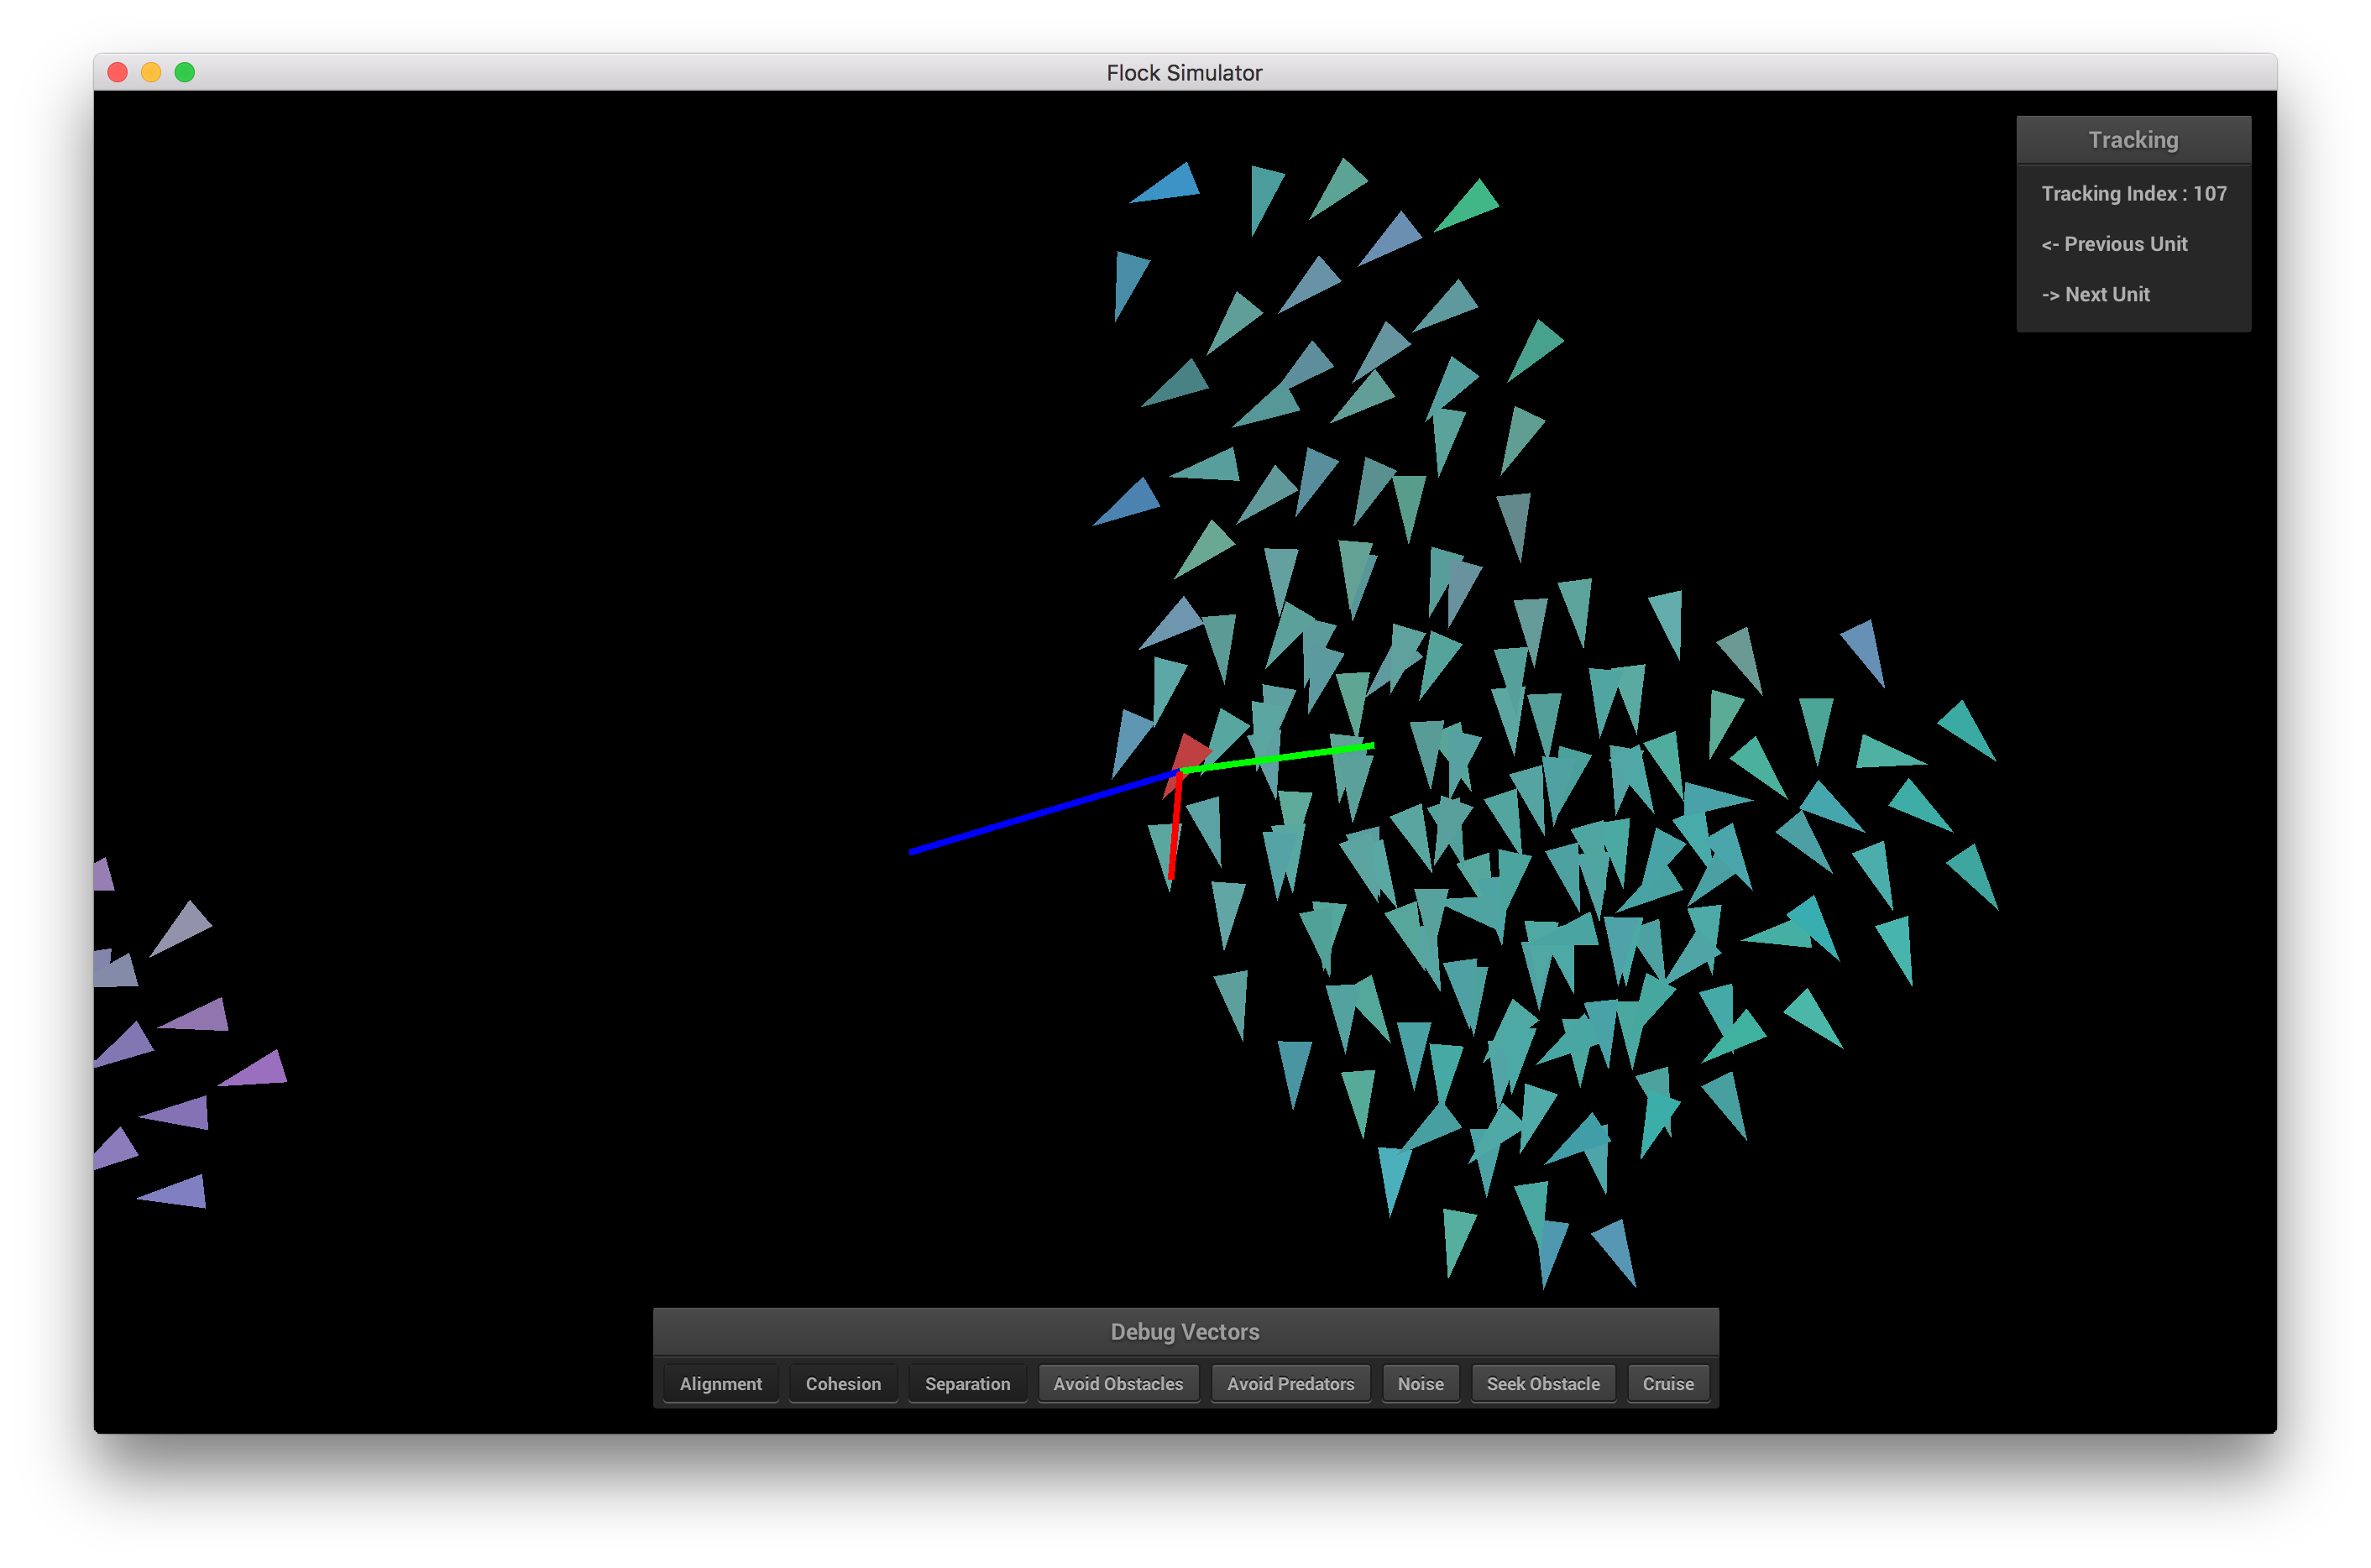 Flock Simulator
Tracking
Tracking Index : 107
<- Previous Unit
-> Next Unit
Debug Vectors
Alignment Cohesion Separation Avoid Obstacles Avoid Predators Noise Seek Obstacle Cruise